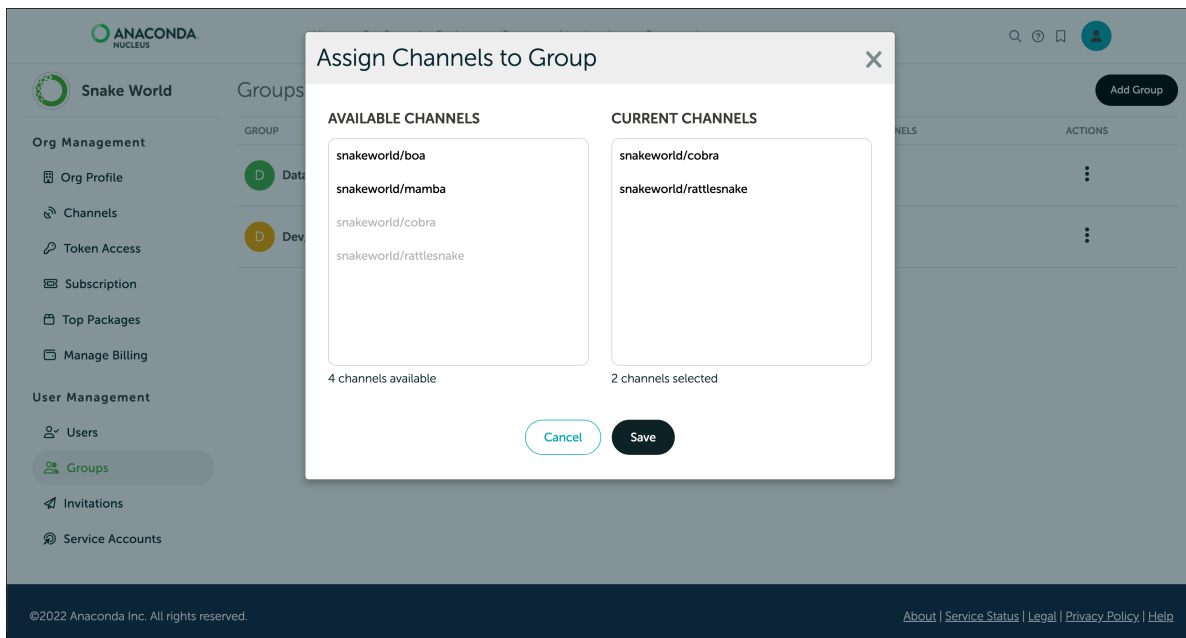 ANACONDA.
NUCLEUS
Assign Channels to Group
Snake World
Groups
Add Group
AVAILABLE CHANNELS
CURRENT CHANNELS
GROUP
NELS
ACTIONS
Org Management
snakeworld/boa
snakeworld/cobra
Org Profile
D
Data
snakeworld/mamba
snakeworld/rattlesnake
Channels
snakeworld/cobra
D
Dev
Token Access
snakeworld/rattlesnake
Subscription
Top Packages
Manage Billing
4 channels available
2 channels selected
User Management
Users
Cancel
Save
Groups
Invitations
Service Accounts
©2022 Anaconda Inc. All rights reserved.
About | Service Status | Legal | Privacy Policy | Help